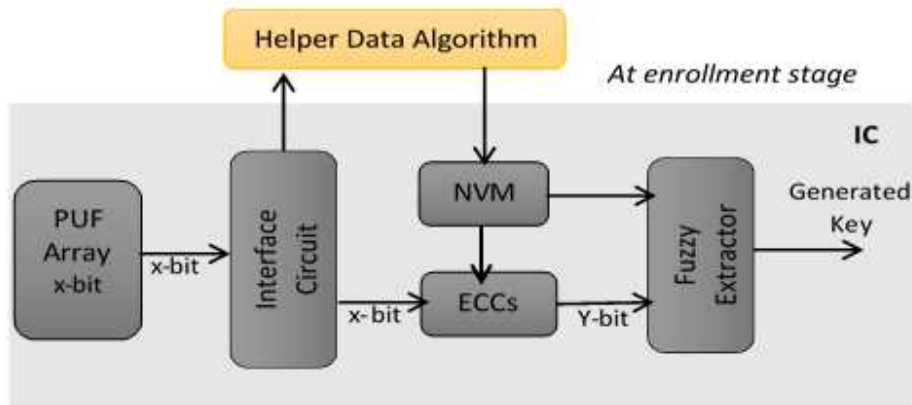 Helper Data Algorithm
At enrollment stage
IC
PUF
Array
x-bit
x-bit
Interface
Circuit
x- bit
NVM
ECCs
Y-bit
Fuzzy
Extractor
Generated
Key